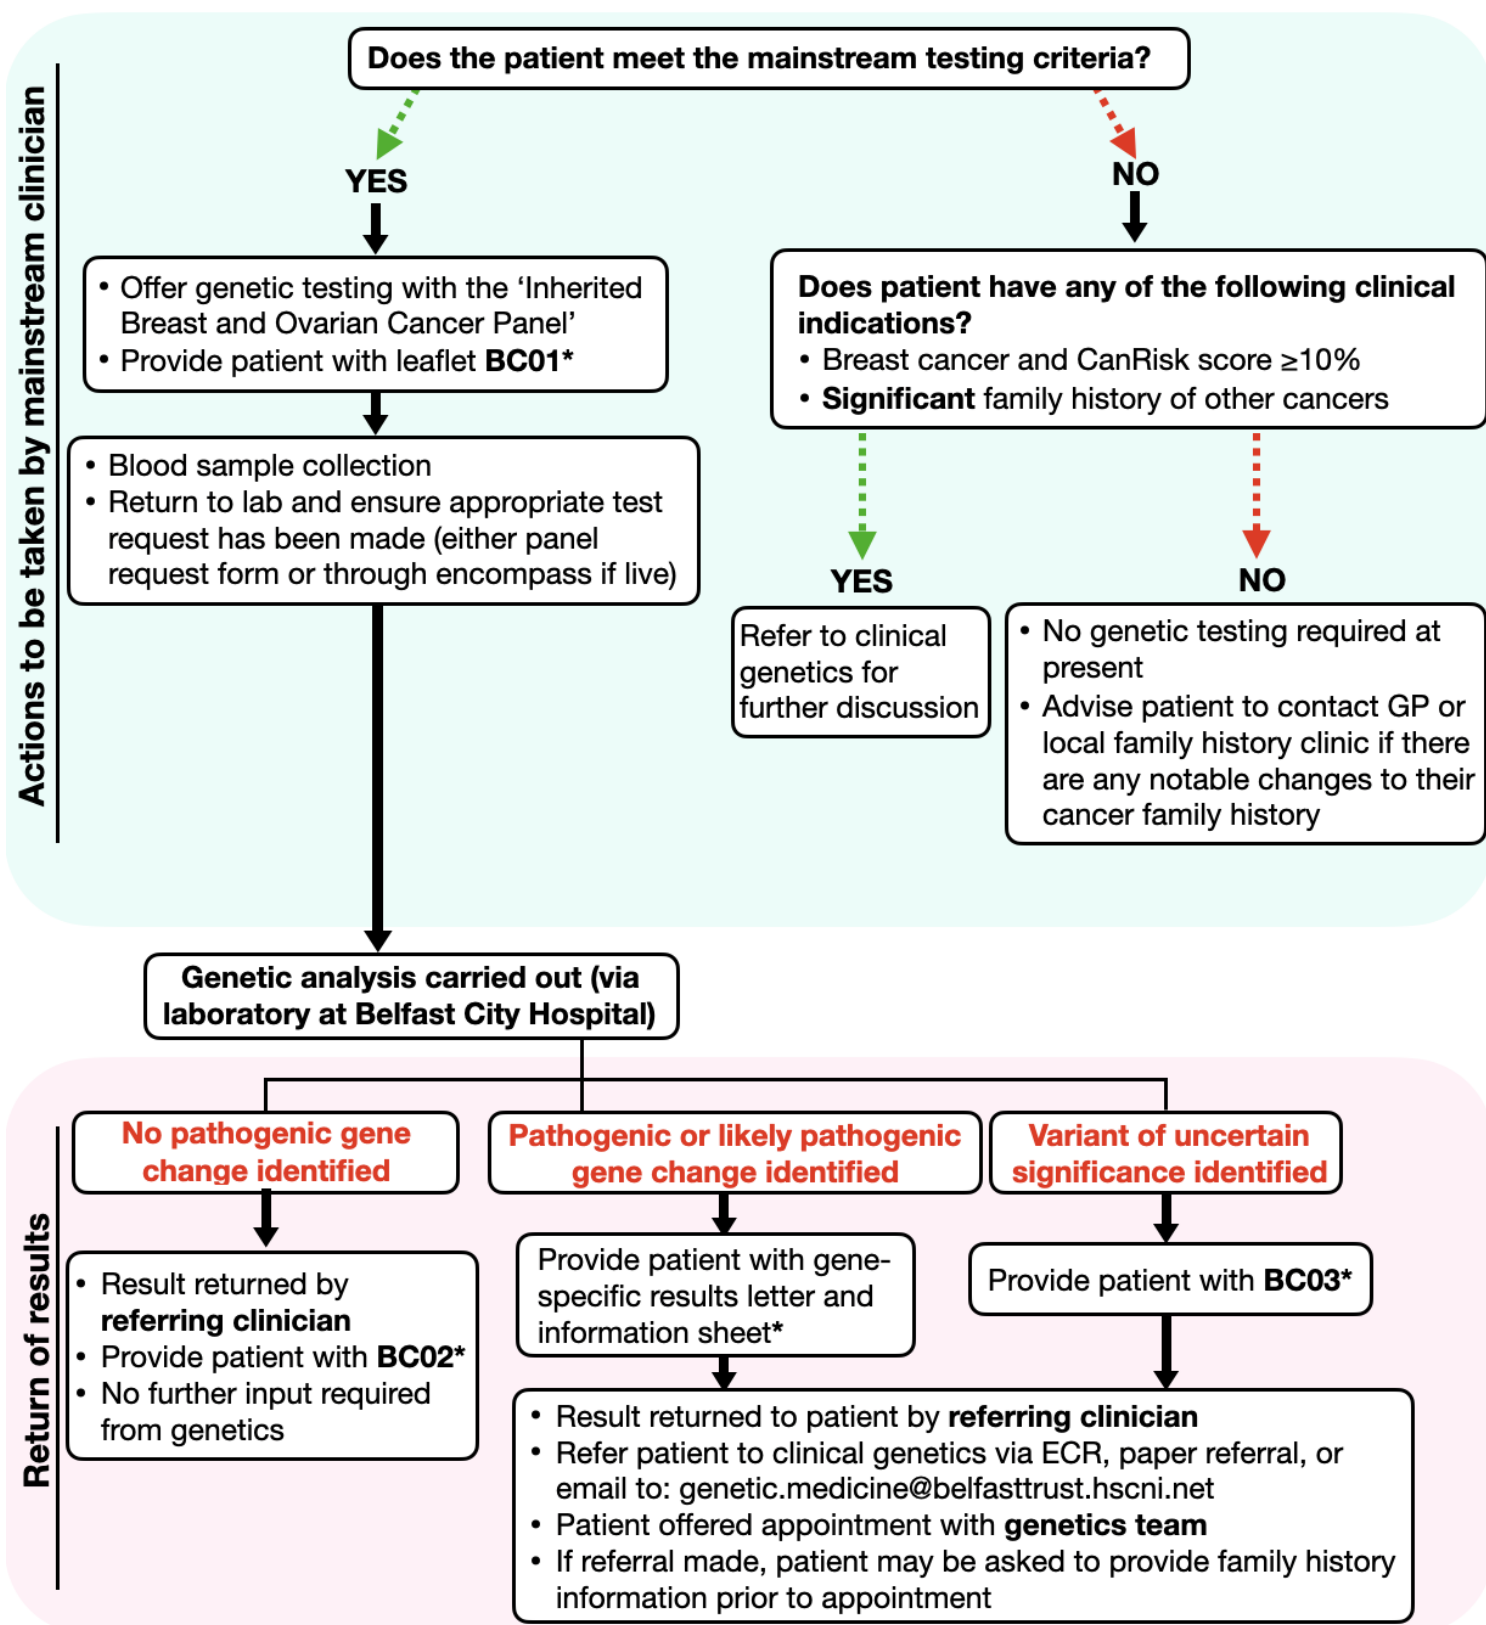 Does the patient meet the mainstream testing criteria?
Actions to be taken by mainstream clinician
YES
NO
• Offer genetic testing with the ‘Inherited
Breast and Ovarian Cancer Panel’
• Provide patient with leaflet BC01*
Does patient have any of the following clinical
indications?
• Breast cancer and CanRisk score ≥10%
• Significant family history of other cancers
• Blood sample collection
• Return to lab and ensure appropriate test
request has been made (either panel
request form or through encompass if live)
YES
NO
Refer to clinical
genetics for
further discussion
• No genetic testing required at
present
• Advise patient to contact GP or
local family history clinic if there
are any notable changes to their
cancer family history
Genetic analysis carried out (via
laboratory at Belfast City Hospital)
Return of results
No pathogenic gene
change identified
Pathogenic or likely pathogenic
gene change identified
Variant of uncertain
significance identified
• Result returned by
referring clinician
• Provide patient with BC02*
• No further input required
from genetics
Provide patient with gene-
specific results letter and
information sheet*
Provide patient with BC03*
• Result returned to patient by referring clinician
• Refer patient to clinical genetics via ECR, paper referral, or
email to: genetic.medicine@belfasttrust.hscni.net
• Patient offered appointment with genetics team
• If referral made, patient may be asked to provide family history
information prior to appointment